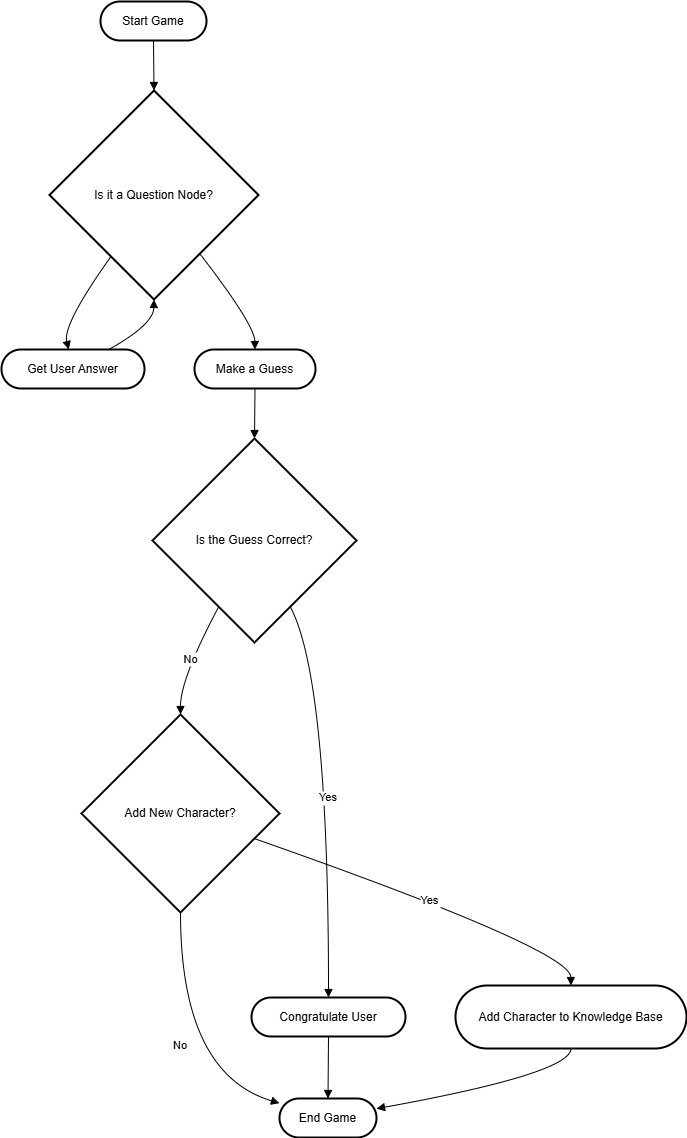 Start Game
Is it a Question Node?
Get User Answer
Make a Guess
Is the Guess Correct?
No
Yes
Add New Character?
Yes
No
Congratulate User
Add Character to Knowledge Base
End Game